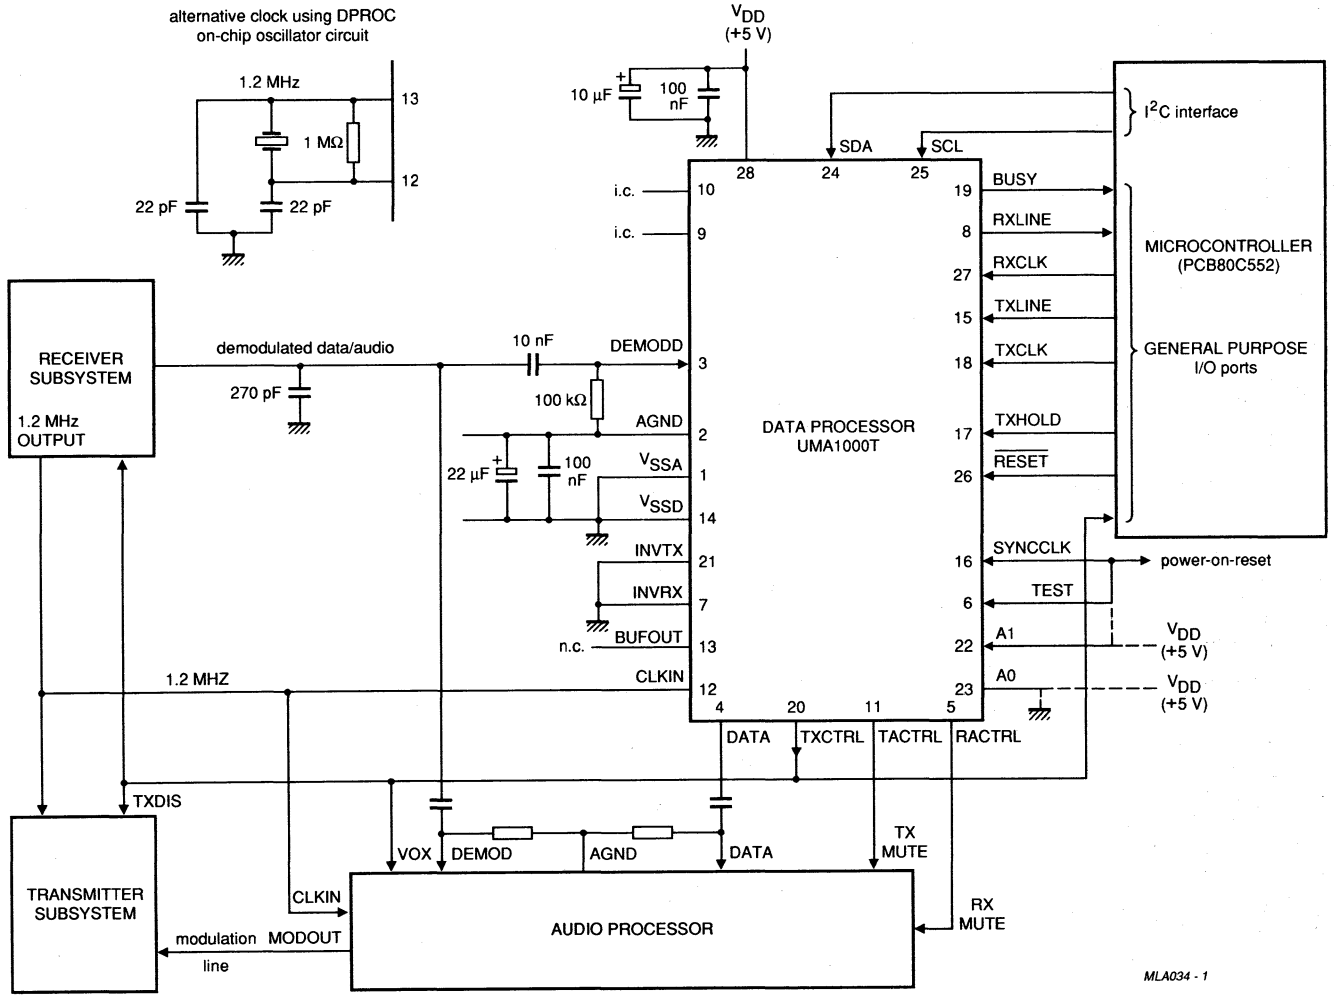 alternative clock using DPROC
on-chip oscillator circuit
1.2 MHz
13
1 MΩ
12
22 pF
22 pF
VDD
(+5 V)
+
10 µF
100
nF
SDA
SCL
I2C interface
28
24
25
i.c.
10
i.c.
9
19
BUSY
8
RXLINE
27
RXCLK
15
TXLINE
18
TXCLK
17
TXHOLD
26
RESET
16
SYNCCLK
power-on-reset
6
TEST
22
A1
VDD
(+5 V)
23
A0
VDD
(+5 V)
MICROCONTROLLER
(PCB80C552)
GENERAL PURPOSE
I/O ports
RECEIVER
SUBSYSTEM
1.2 MHz
OUTPUT
demodulated data/audio
270 pF
10 nF
DEMODD
3
100 kΩ
AGND
2
+
22 µF
100
nF
VSSA
1
VSSD
14
INVTX
21
INVRX
7
n.c.
BUFOUT
13
1.2 MHZ
CLKIN
12
DATA PROCESSOR
UMA1000T
4
20
11
5
DATA
TXCTRL
TACTRL
RACTRL
TXDIS
VOX
DEMOD
AGND
DATA
TX
MUTE
RX
MUTE
TRANSMITTER
SUBSYSTEM
CLKIN
modulation
line
MODOUT
AUDIO PROCESSOR
MLA034 - 1